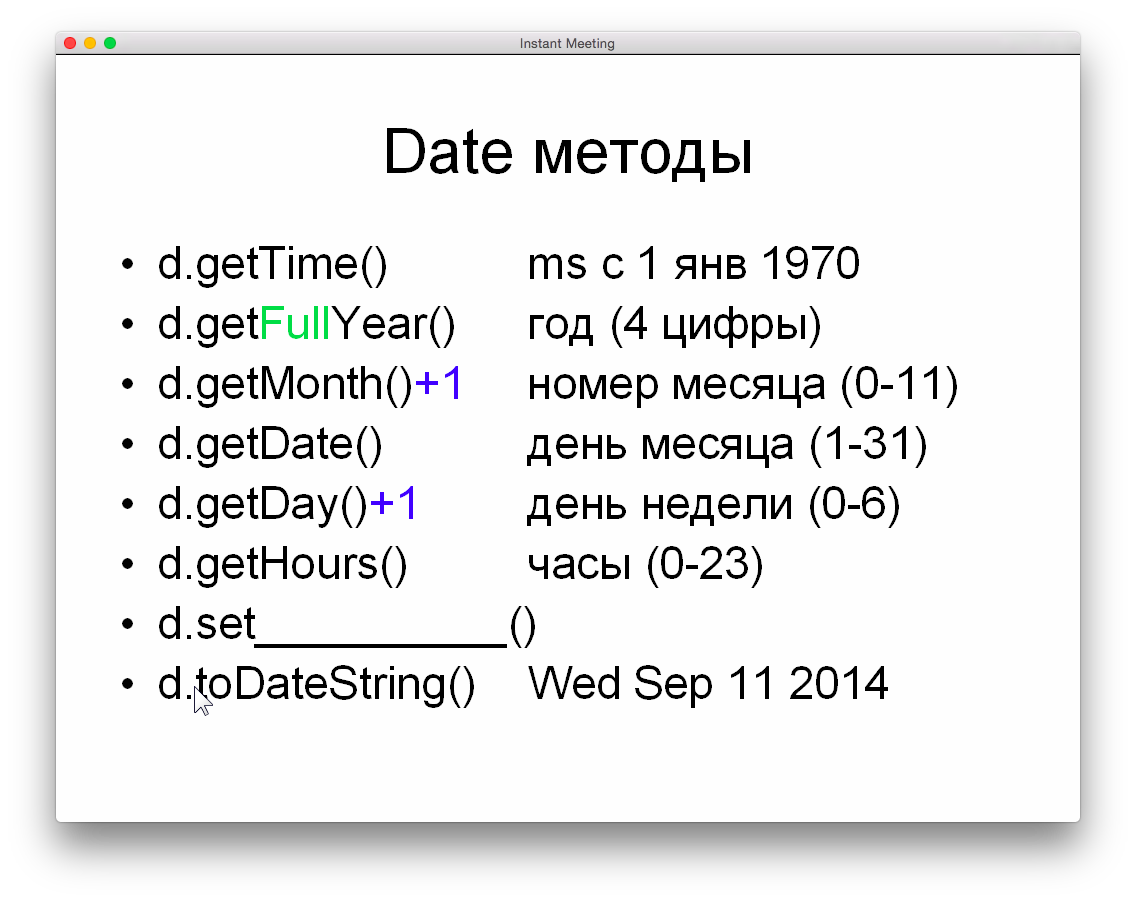 Instant Meeting
Date методы
• d.getTime() ms с 1 янв 1970
• d.getFullYear() год (4 цифры)
• d.getMonth()+1 номер месяца (0-11)
• d.getDate() день месяца (1-31)
• d.getDay()+1 день недели (0-6)
• d.getHours() часы (0-23)
• d.set__________()
• d.toDateString() Wed Sep 11 2014